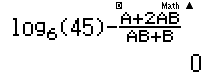 D Math ▲
log₆(45)-(A+2AB)/(AB+B)
0